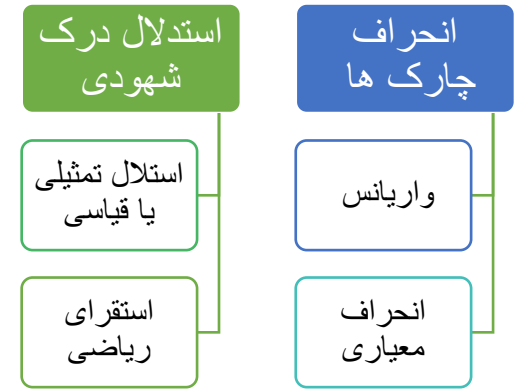 انحراف
چارک ها
واریانس
انحراف
معیاری
استدلال درک
شهودی
استلال تمثیلی
یا قیاسی
استقرای
ریاضی